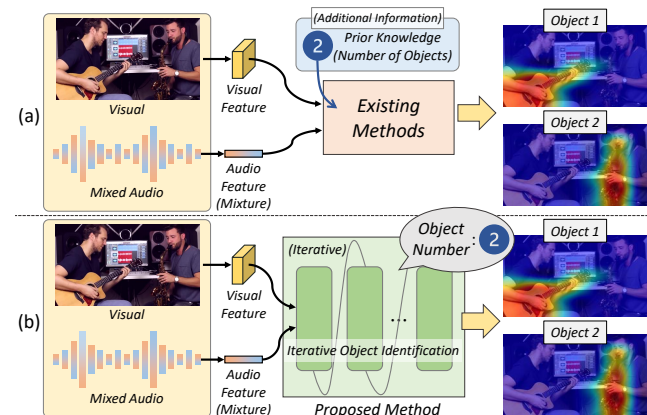 (a)
Visual
Mixed Audio
Visual
Feature
Audio
Feature
(Mixture)
(Additional Information)
2
Prior Knowledge
(Number of Objects)
Existing
Methods
Object 1
Object 2
(b)
Visual
Mixed Audio
Visual
Feature
Audio
Feature
(Mixture)
(Iterative)
Object
Number: 2
...
Iterative Object Identification
Proposed Method
Object 1
Object 2